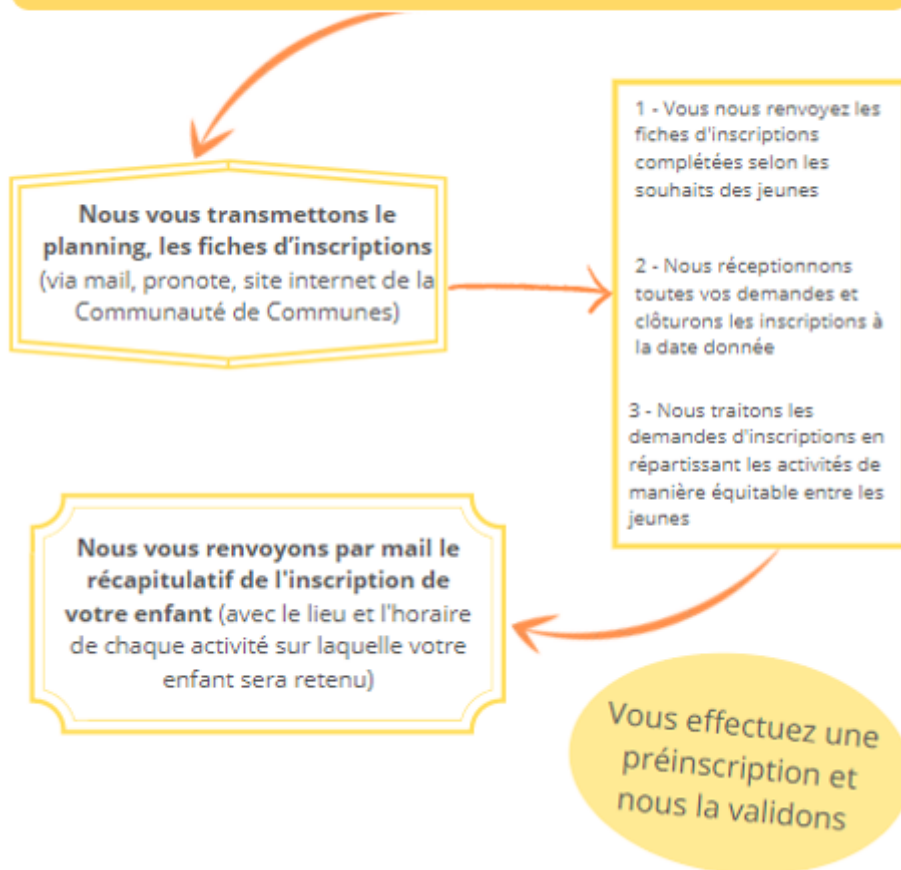 Nous vous transmettons le
planning, les fiches d'inscriptions
(via mail, pronote, site internet de la
Communauté de Communes)
1 - Vous nous renvoyez les
fiches d'inscriptions
complétées selon les
souhaits des jeunes
2 - Nous réceptionnons
toutes vos demandes et
clôturons les inscriptions à
la date donnée
3 - Nous traitons les
demandes d'inscriptions en
répartissant les activités de
manière équitable entre les
jeunes
Nous vous renvoyons par mail le
récapitulatif de l'inscription de
votre enfant (avec le lieu et l'horaire
de chaque activité sur laquelle votre
enfant sera retenu)
Vous effectuez une
préinscription et
nous la validons